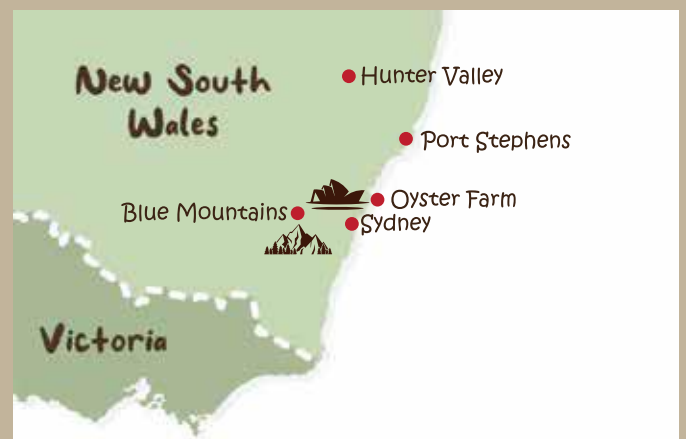 New South
Wales
Hunter Valley
Port Stephens
Oyster Farm
Blue Mountains
Sydney
Victoria